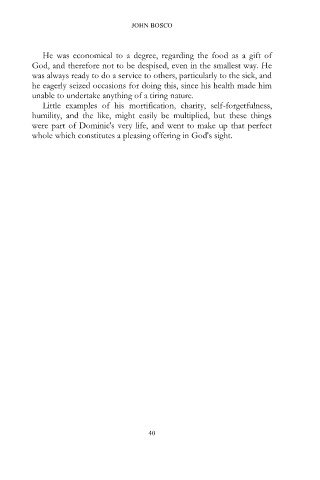 JOHN BOSCO
He was economical to a degree, regarding the food as a gift of
God, and therefore not to be despised, even in the smallest way. He
was always ready to do a service to others, particularly to the sick, and
he eagerly seized occasions for doing this, since his health made him
unable to undertake anything of a tiring nature.
Little examples of his mortification, charity, self-forgetfulness,
humility, and the like, might easily be multiplied, but these things
were part of Dominic's very life, and went to make up that perfect
whole which constitutes a pleasing offering in God's sight.
40